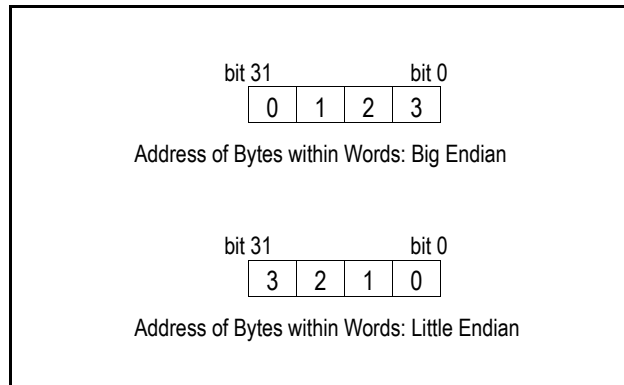 bit 31 bit 0
0 1 2 3
Address of Bytes within Words: Big Endian
bit 31 bit 0
3 2 1 0
Address of Bytes within Words: Little Endian